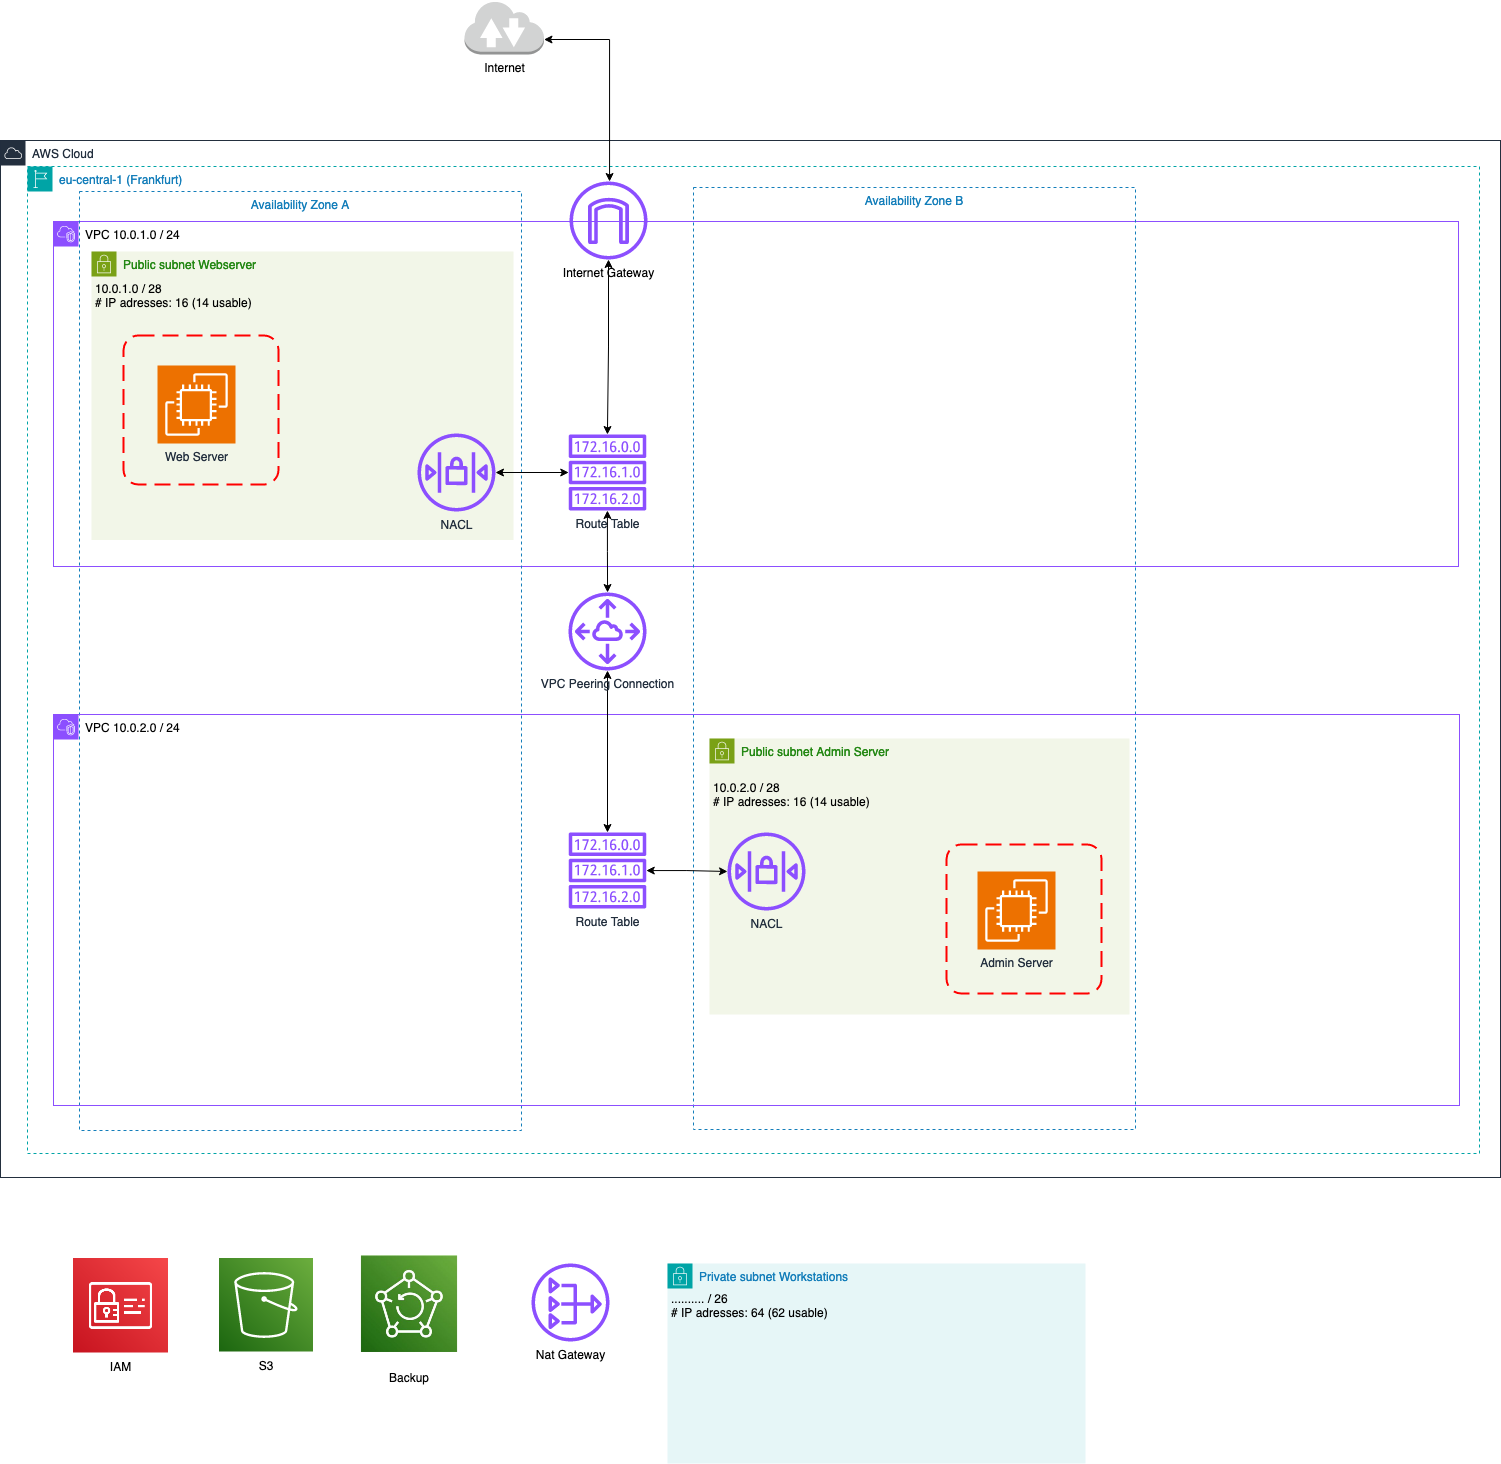 Internet
AWS Cloud
eu-central-1 (Frankfurt)
Availability Zone A
Availability Zone B
VPC 10.0.1.0 / 24
Public subnet Webserver
10.0.1.0 / 28
# IP adresses: 16 (14 usable)
Internet Gateway
Web Server
NACL
172.16.0.0
172.16.1.0
172.16.2.0
Route Table
VPC Peering Connection
VPC 10.0.2.0 / 24
Public subnet Admin Server
10.0.2.0 / 28
# IP adresses: 16 (14 usable)
172.16.0.0
172.16.1.0
172.16.2.0
Route Table
NACL
Admin Server
IAM
S3
Backup
Nat Gateway
Private subnet Workstations
.......... / 26
# IP adresses: 64 (62 usable)